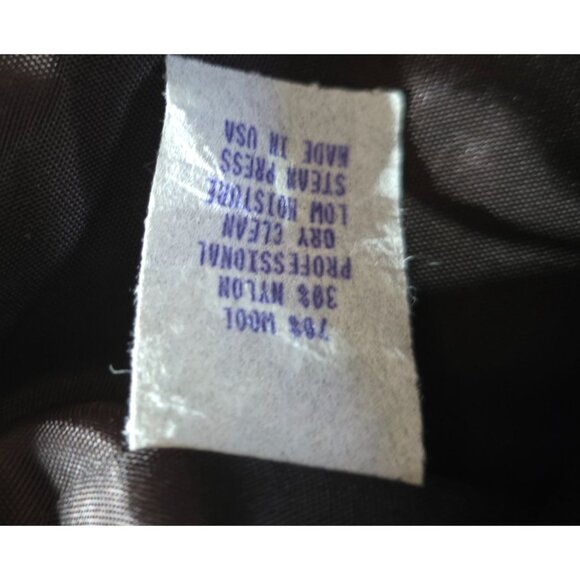 70% WOOL
30% NYLON
PROFESSIONAL
DRY CLEAN
LOW MOISTURE
STEAM PRESS
MADE IN USA